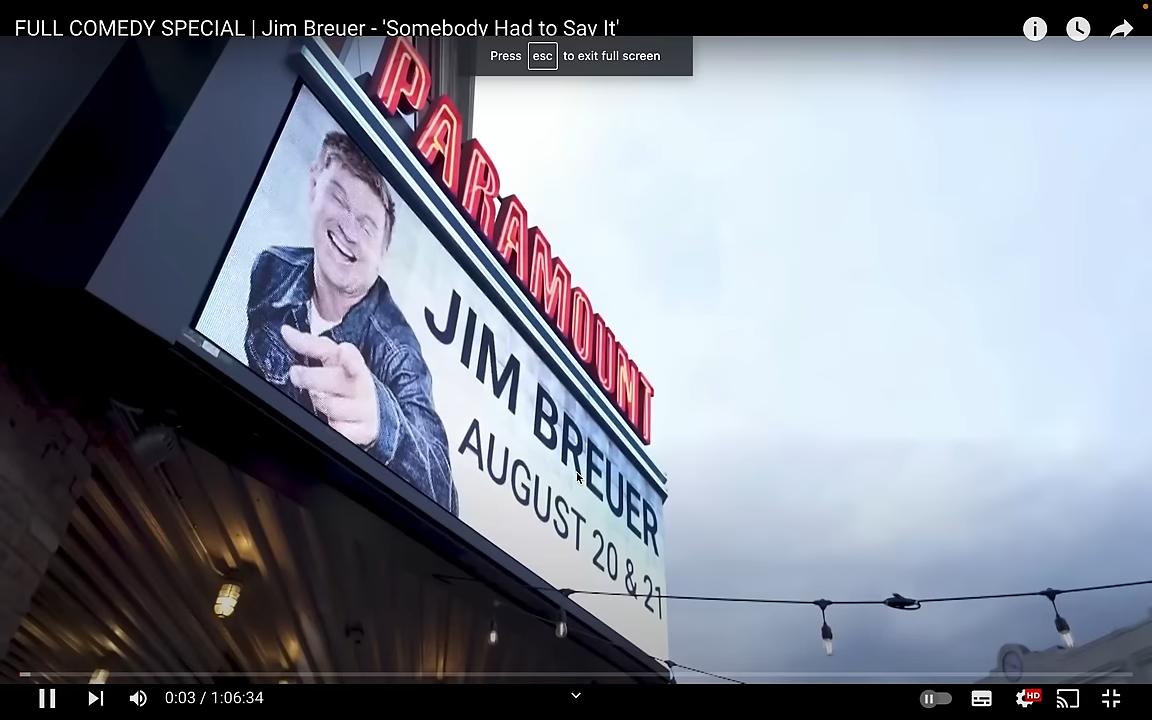 FULL COMEDY SPECIAL | Jim Breuer - 'Somebody Had to Say It'
Press esc to exit full screen
PARAMOUNT
JIM BREUER
AUGUST 20 & 21
0:03 / 1:06:34
HD